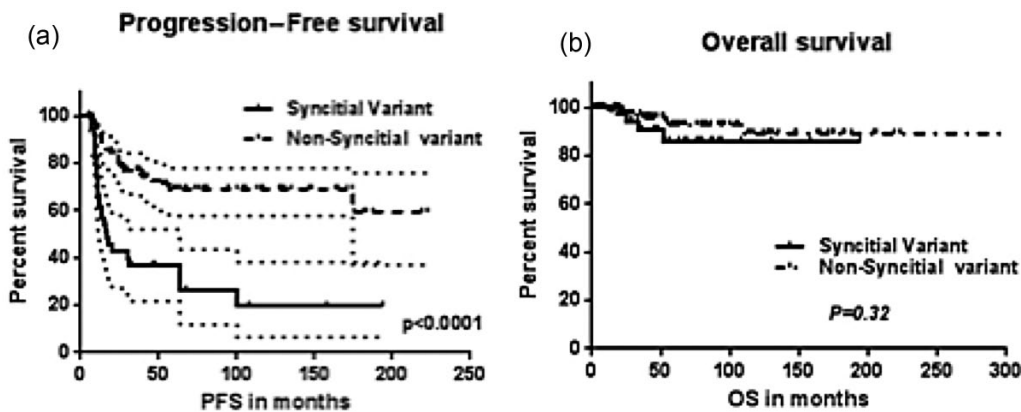 (a)
Progression–Free survival
Percent survival
100
80
60
40
20
0
Syncitial Variant
Non-Syncitial variant
p<0.0001
0 50 100 150 200 250
PFS in months
(b)
Overall survival
Percent survival
100
80
60
40
20
0
Syncitial Variant
Non-Syncitial variant
P=0.32
0 50 100 150 200 250 300
OS in months